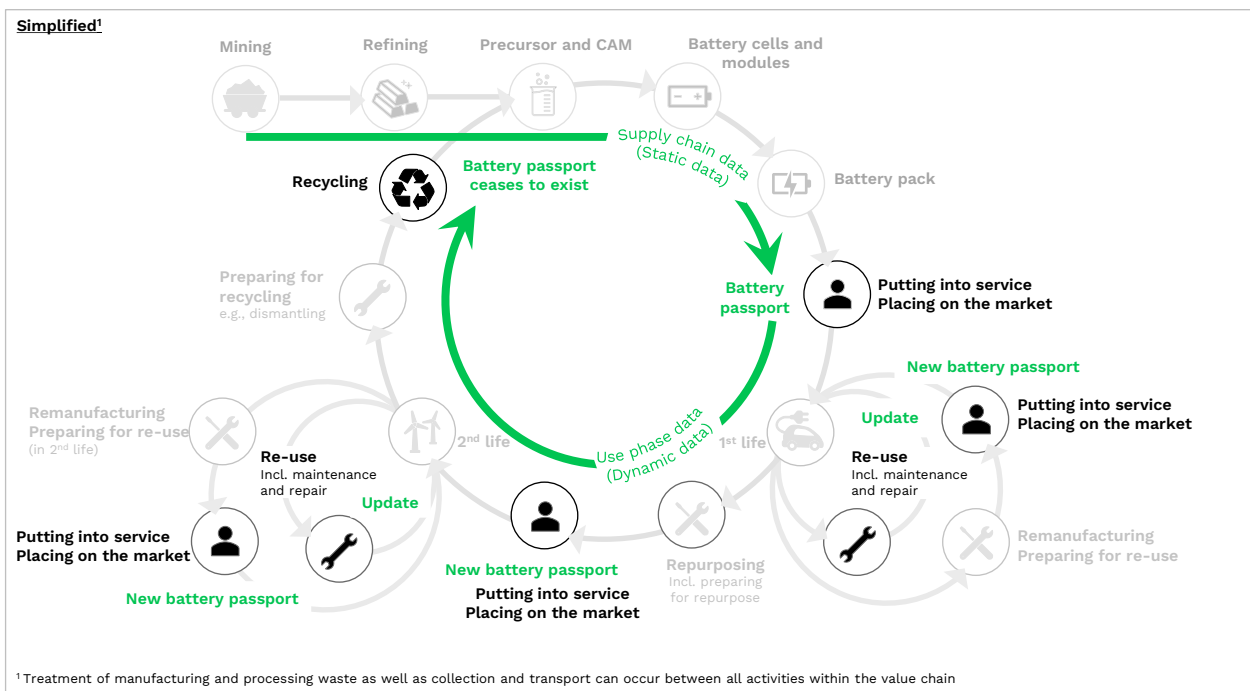 Simplified¹
Mining
Refining
Precursor and CAM
Battery cells and
modules
Supply chain data
(Static data)
Battery passport
ceases to exist
Recycling
Battery pack
Preparing for
recycling
e.g., dismantling
Battery
passport
Putting into service
Placing on the market
New battery passport
Update
Putting into service
Placing on the market
Remanufacturing
Preparing for re-use
(in 2nd life)
2nd life
Use phase data
(Dynamic data)
1st life
Re-use
Incl. maintenance
and repair
Re-use
Incl. maintenance
and repair
Update
Putting into service
Placing on the market
Remanufacturing
Preparing for re-use
New battery passport
Putting into service
Placing on the market
Repurposing
Incl. preparing
for repurpose
New battery passport
¹ Treatment of manufacturing and processing waste as well as collection and transport can occur between all activities within the value chain